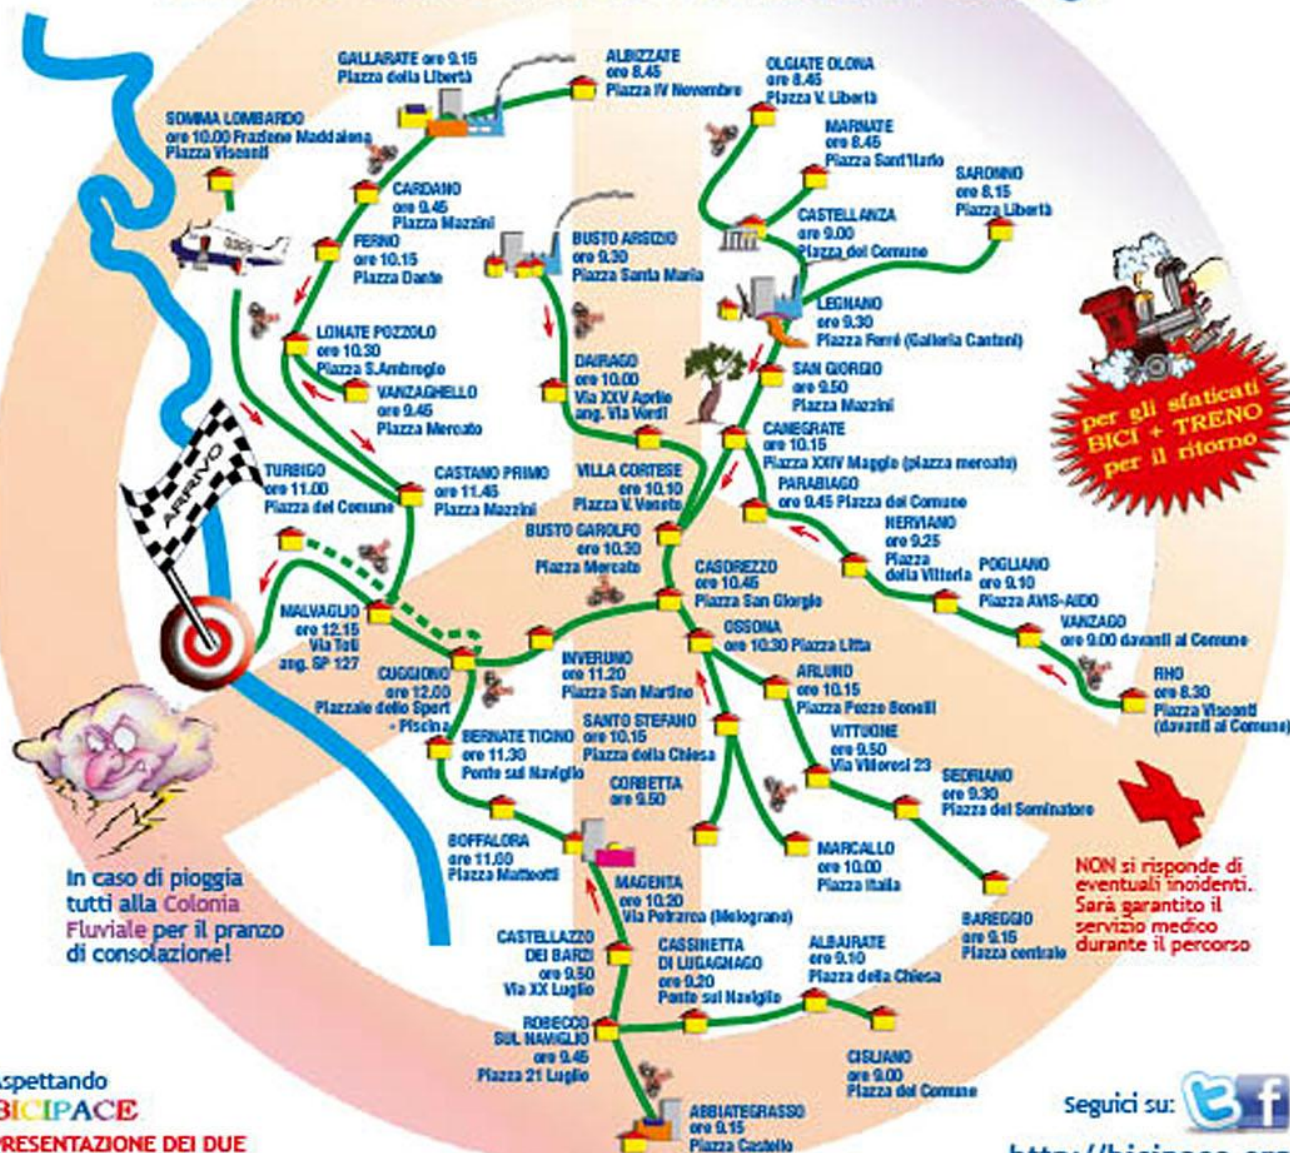 GALLARATE ore 9.15
Piazza della Libertà
ALBIZZATE
ore 8.45
Piazza IV Novembre
OLGIATE OLONA
ore 8.45
Piazza V. Libertà
SOMMA LOMBARDO
ore 10.00 Frazione Maddalena
Piazza Visconti
MARNATE
ore 8.45
Piazza Sant'Ilario
SARONNO
ore 8.15
Piazza Libertà
CARDANO
ore 9.45
Piazza Mazzini
CASTELLANZA
ore 9.00
Piazza del Comune
FERNO
ore 10.15
Piazza Dante
BUSTO ARSIZIO
ore 9.30
Piazza Santa Maria
LEGNANO
ore 9.30
Piazza Ferré (Galleria Cantoni)
LONATE POZZOLO
ore 10.30
Piazza S.Ambrogio
VANZAGHELLO
ore 9.45
Piazza Mercato
DAIRAGO
ore 10.00
Via XXV Aprile
ang. Via Verdi
SAN GIORGIO
ore 9.50
Piazza Mazzini
per gli sfaticati
BICI + TRENO
per il ritorno
CANEGRATE
ore 10.15
Piazza XXIV Maggio (piazza mercato)
ARRIVO
TURBIGO
ore 11.00
Piazza del Comune
CASTANO PRIMO
ore 11.45
Piazza Mazzini
VILLA CORTESE
ore 10.10
Piazza V. Veneto
PARABIAGO
ore 9.45 Piazza del Comune
BUSTO GAROLFO
ore 10.30
Piazza Mercato
NERVIANO
ore 9.25
Piazza
della Vittoria
POGLIANO
ore 9.10
Piazza AVIS-AIDO
CASOREZZO
ore 10.45
Piazza San Giorgio
VANZAGO
ore 9.00 davanti al Comune
MALVAGLIO
ore 12.15
Via Toti
ang. SP 127
OSSONA
ore 10.30 Piazza Litta
INVERUNO
ore 11.20
Piazza San Martino
ARLUNO
ore 10.15
Piazza Pozzo Bonelli
RHO
ore 8.30
Piazza Visconti
(davanti al Comune)
CUGGIONO
ore 12.00
Piazzale dello Sport
- Piscina
BERNATE TICINO
ore 11.30
Ponte sul Naviglio
SANTO STEFANO
ore 10.15
Piazza della Chiesa
VITTUONE
ore 9.50
Via Villoresi 23
CORBETTA
ore 9.50
SEDRIANO
ore 9.30
Piazza del Seminatore
BOFFALORA
ore 11.00
Piazza Matteotti
MARCALLO
ore 10.00
Piazza Italia
MAGENTA
ore 10.20
Via Petrarca (Melograno)
In caso di pioggia
tutti alla Colonia
Fluviale per il pranzo
di consolazione!
NON si risponde di
eventuali incidenti.
Sarà garantito il
servizio medico
durante il percorso
BAREGGIO
ore 9.15
Piazza centrale
CASTELLAZZO
DEI BARZI
ore 9.50
Via XX Luglio
CASSINETTA
DI LUGAGNAGO
ore 9.20
Ponte sul Naviglio
ALBAIRATE
ore 9.10
Piazza della Chiesa
ROBECCO
SUL NAVIGLIO
ore 9.45
Piazza 21 Luglio
CISLIANO
ore 9.00
Piazza del Comune
ABBIATEGRASSO
ore 9.15
Piazza Castello
Aspettando
BICIPACE
PRESENTAZIONE DEI DUE
Seguici su:
http://bicipace.org